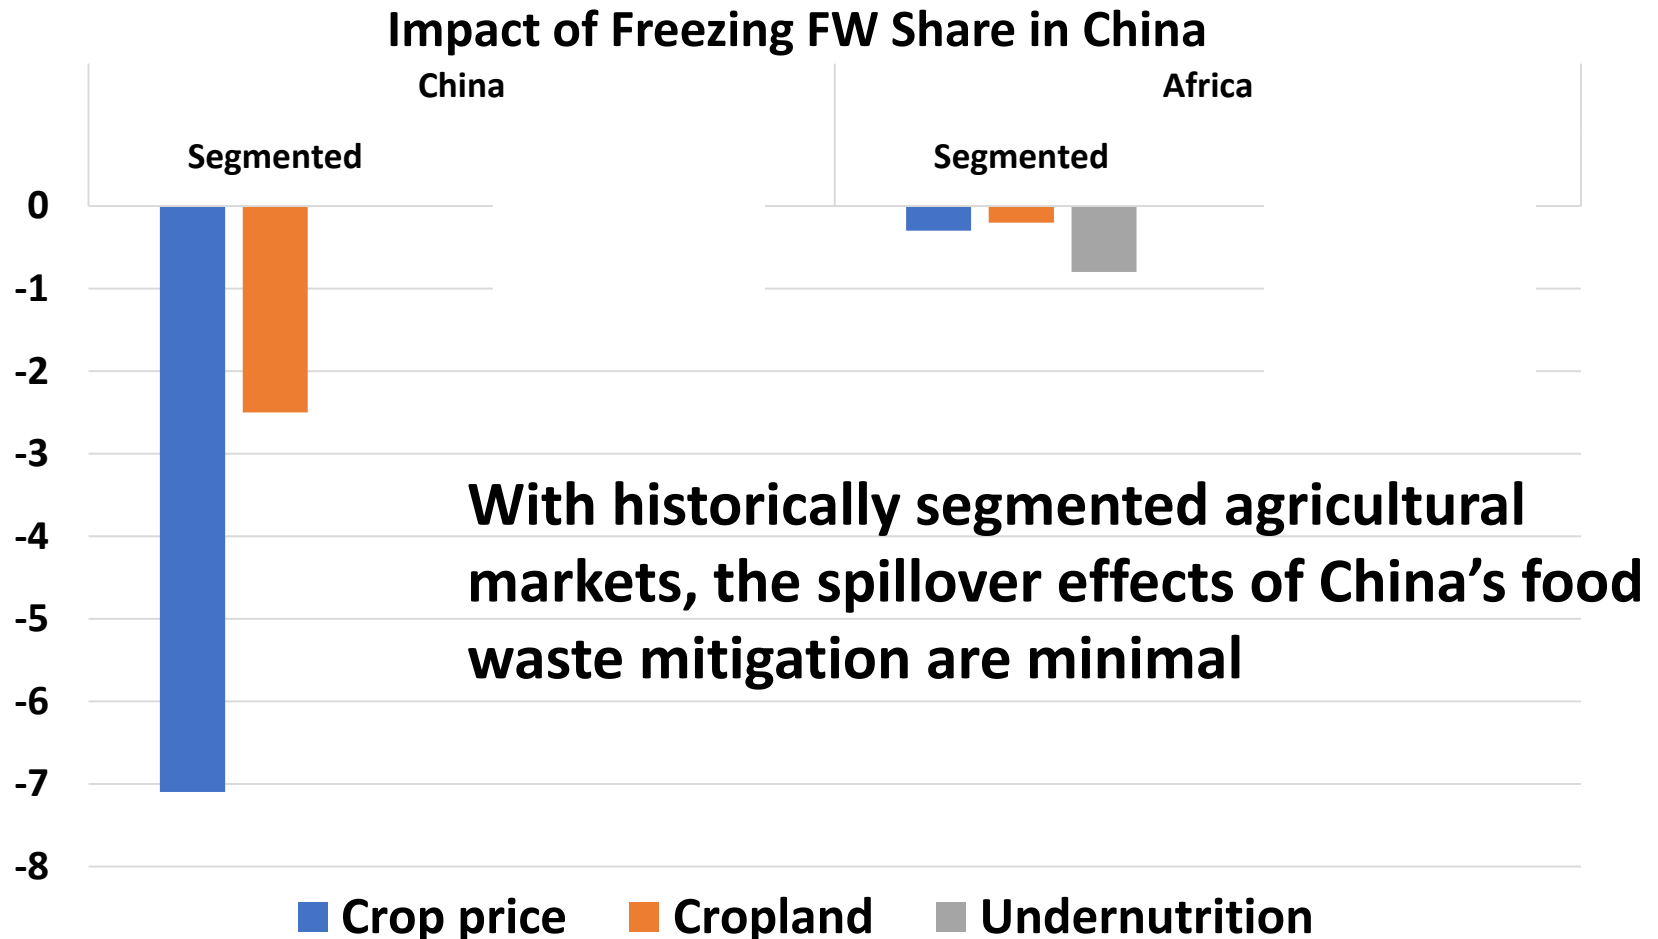 Impact of Freezing FW Share in China
China
Africa
Segmented
Segmented
0
-1
-2
-3
-4
-5
-6
-7
-8
With historically segmented agricultural
markets, the spillover effects of China’s food
waste mitigation are minimal
Crop price
Cropland
Undernutrition